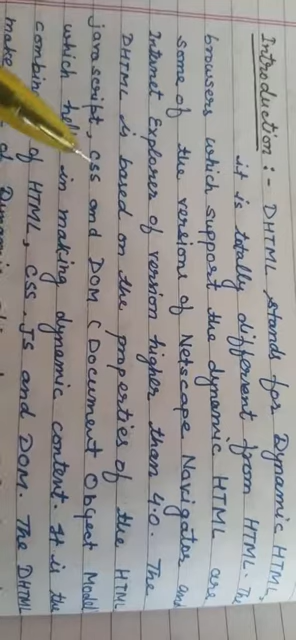 Introduction :- DHTML stands for Dynamic HTML,
it is totally different from HTML. The
browsers which support the dynamic HTML are
some of the versions of Netscape Navigator and
Internet Explorer of version higher than 4.0. The
DHTML is based on the properties of the HTML
javascript, css and DOM (Document Object Model
which in making dynamic content. It is the
of HTML, CSS, JS and DOM. The DHTML
make